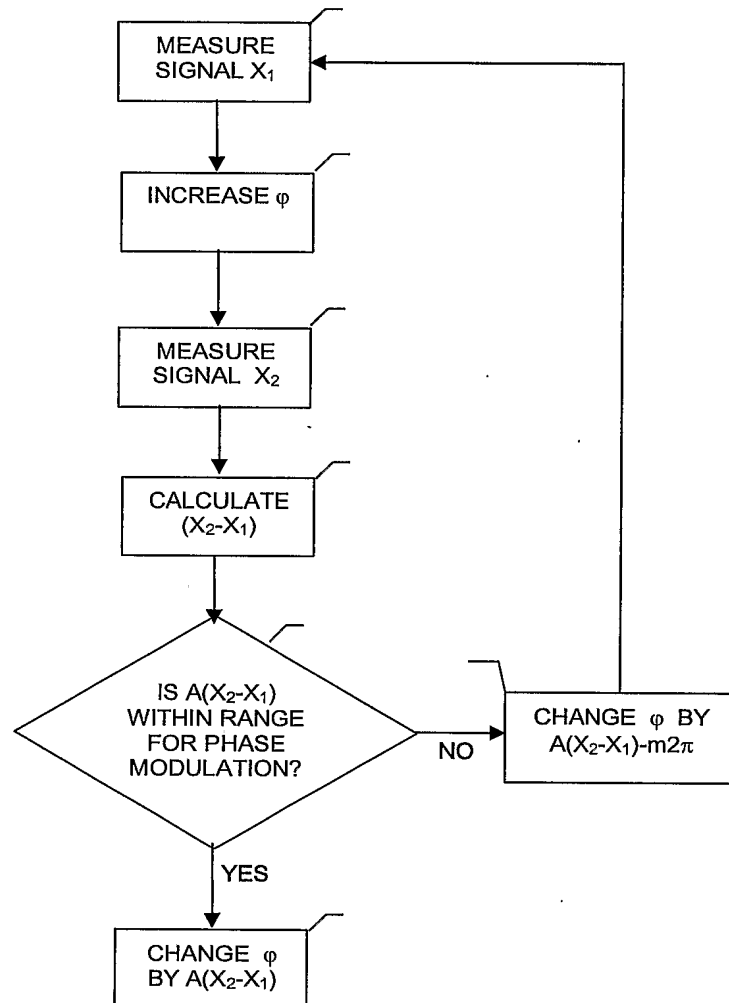 MEASURE
SIGNAL X₁
INCREASE φ
MEASURE
SIGNAL X₂
CALCULATE
(X₂-X₁)
IS A(X₂-X₁)
WITHIN RANGE
FOR PHASE
MODULATION?
NO
CHANGE φ BY
A(X₂-X₁)-m2π
YES
CHANGE φ
BY A(X₂-X₁)